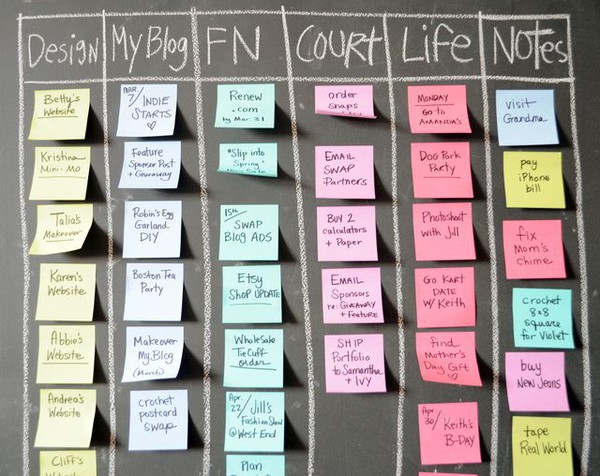 Design
My Blog
FN
COURT
Life
NOTES
Betty's
Website
Kristina
Mini-Mo
Talia's
Makeover
Karen's
Website
Abbie's
Website
Andrea's
Website
Cliff's
MAR.
7/ INDIE
STARTS
Feature
Sponsor Post
+ Giveaway
Robin's Egg
Garland
DIY
Boston Tea
Party
Makeover
My Blog
(March)
crochet
postcard
swap
Renew
.com
by Mar. 31
"Slip into
Spring"
15th/
SWAP
BLOG ADS
Etsy
SHOP UPDATE
Wholesale
The Cuff
order
Apr
22/ Jill's
Fashion Show
@ West End
Plan
order
snaps
EMAIL
SWAP
Partners
BUY 2
calculators
+ Paper
EMAIL
Sponsors
re: GIVEAWAY
+ FEATURE
SHIP
Portfolio
to Samantha
+ IVY
MONDAY
GO TO
AMANDA'S
Dog Park
Party
Photoshoot
with Jill
GO KART
DATE
W/ KEITH
find
Mother's
Day Gift
Apr
30/ Keith's
B-DAY
visit
Grandma
pay
iPhone
bill
fix
Mom's
chime
crochet
8x8
square
for Violet
buy
New Jeans
tape
Real World